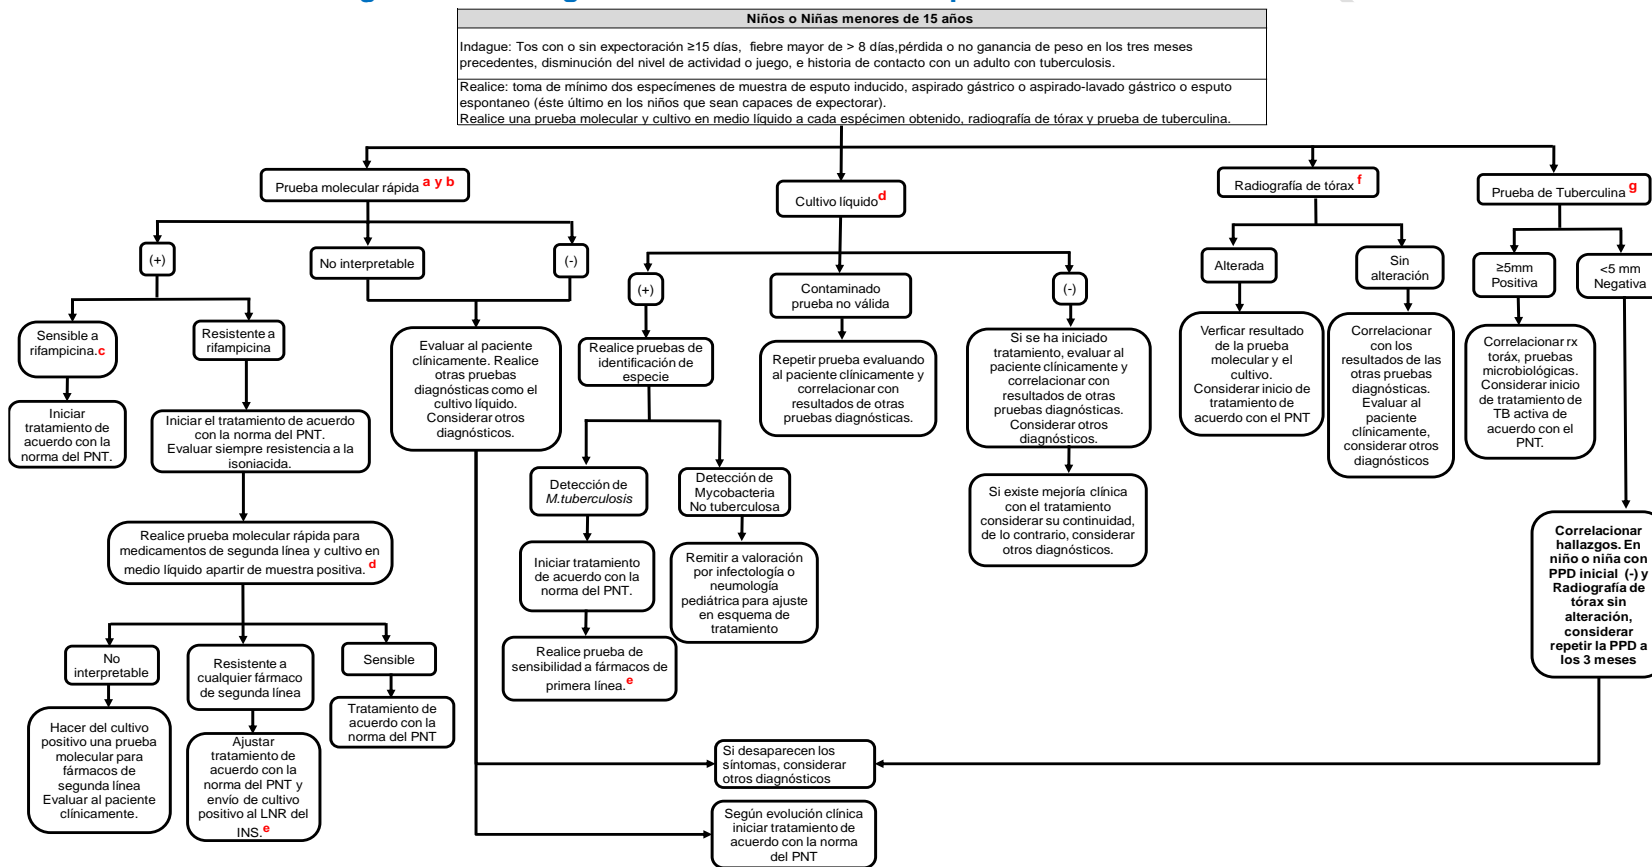 Niños o Niñas menores de 15 años
Indague: Tos con o sin expectoración ≥15 días, fiebre mayor de > 8 días,pérdida o no ganancia de peso en los tres meses
precedentes, disminución del nivel de actividad o juego, e historia de contacto con un adulto con tuberculosis.
Realice: toma de mínimo dos especímenes de muestra de esputo inducido, aspirado gástrico o aspirado-lavado gástrico o esputo
espontaneo (éste último en los niños que sean capaces de expectorar).
Realice una prueba molecular y cultivo en medio líquido a cada espécimen obtenido, radiografía de tórax y prueba de tuberculina.
Prueba molecular rápida a y b
Cultivo líquido d
Radiografía de tórax f
Prueba de Tuberculina g
(+)
No interpretable
(-)
(+)
Contaminado
prueba no válida
(-)
Alterada
Sin
alteración
≥5mm
Positiva
<5 mm
Negativa
Sensible a
rifampicina.c
Resistente a
rifampicina
Evaluar al paciente
clínicamente. Realice
otras pruebas
diagnósticas como el
cultivo líquido.
Considerar otros
diagnósticos.
Realice pruebas de
identificación de
especie
Repetir prueba evaluando
al paciente clínicamente y
correlacionar con
resultados de otras
pruebas diagnósticas.
Si se ha iniciado
tratamiento, evaluar al
paciente clínicamente y
correlacionar con
resultados de otras
pruebas diagnósticas.
Considerar otros
diagnósticos.
Verficar resultado
de la prueba
molecular y el
cultivo.
Considerar inicio de
tratamiento de
acuerdo con el PNT
Correlacionar
con los
resultados de las
otras pruebas
diagnósticas.
Evaluar al
paciente
clínicamente,
considerar otros
diagnósticos
Correlacionar rx
toráx, pruebas
microbiológicas.
Considerar inicio
de tratamiento de
TB activa de
acuerdo con el
PNT.
Iniciar
tratamiento de
acuerdo con la
norma del PNT.
Iniciar el tratamiento de acuerdo
con la norma del PNT.
Evaluar siempre resistencia a la
isoniacida.
Detección de
M.tuberculosis
Detección de
Mycobacteria
No tuberculosa
Si existe mejoría clínica
con el tratamiento
considerar su continuidad,
de lo contrario, considerar
otros diagnósticos.
Correlacionar
hallazgos. En
niño o niña con
PPD inicial (-) y
Radiografía de
tórax sin
alteración,
considerar
repetir la PPD a
los 3 meses
Realice prueba molecular rápida para
medicamentos de segunda línea y cultivo en
medio líquido apartir de muestra positiva. d
Iniciar tratamiento
de acuerdo con la
norma del PNT.
Remitir a valoración
por infectología o
neumología
pediátrica para ajuste
en esquema de
tratamiento
No
interpretable
Resistente a
cualquier fármaco
de segunda línea
Sensible
Realice prueba de
sensibilidad a fármacos de
primera línea.e
Hacer del cultivo
positivo una prueba
molecular para
fármacos de
segunda línea
Evaluar al paciente
clínicamente.
Ajustar
tratamiento de
acuerdo con la
norma del PNT y
envío de cultivo
positivo al LNR del
INS.e
Tratamiento de
acuerdo con la
norma del PNT
Si desaparecen los
síntomas, considerar
otros diagnósticos
Según evolución clínica
iniciar tratamiento de
acuerdo con la norma
del PNT